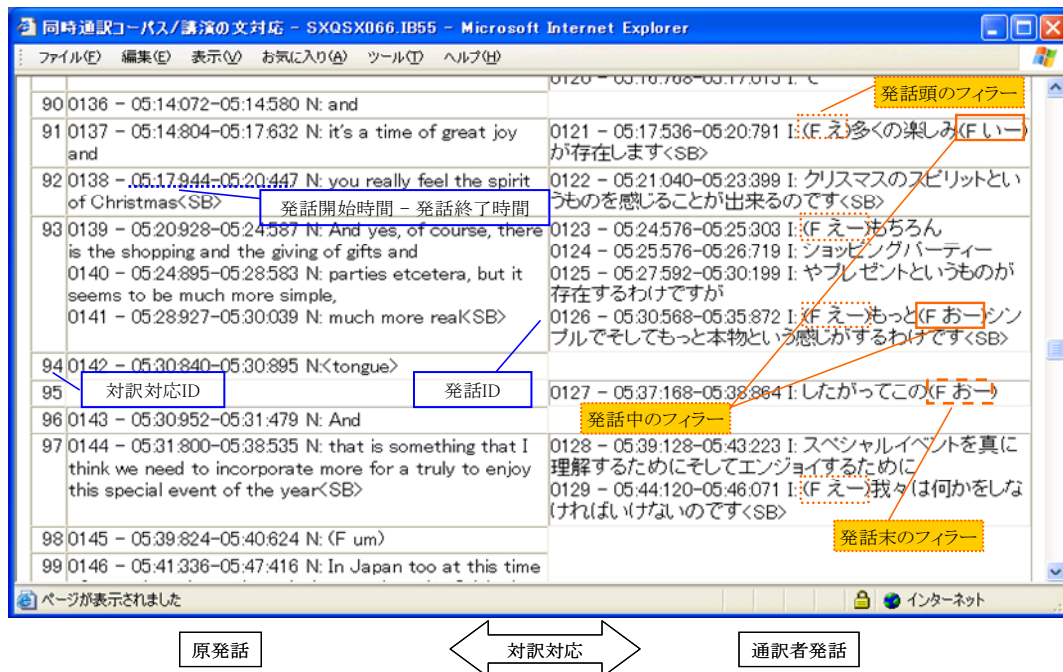 同時通訳コーパス/講演の文対応 - SXQSX066.IB55 - Microsoft Internet Explorer
ファイル(F) 編集(E) 表示(V) お気に入り(A) ツール(T) ヘルプ(H)
0120 - 05:16:768-05:17:015 I: て
発話頭のフィラー
90 0136 - 05:14:072-05:14:580 N: and
91 0137 - 05:14:804-05:17:632 N: it's a time of great joy
and
0121 - 05:17:536-05:20:791 I: (F え)多くの楽しみ(F いー)
が存在します<SB>
92 0138 - 05:17:944-05:20:447 N: you really feel the spirit
of Christmas<SB>
発話開始時間 - 発話終了時間
0122 - 05:21:040-05:23:399 I: クリスマスのスピリットとい
うものを感じることが出来るのです<SB>
93 0139 - 05:20:928-05:24:587 N: And yes, of course, there
is the shopping and the giving of gifts and
0140 - 05:24:895-05:28:583 N: parties etcetera, but it
seems to be much more simple,
0141 - 05:28:927-05:30:039 N: much more real<SB>
0123 - 05:24:576-05:25:303 I: (F えー)もちろん
0124 - 05:25:576-05:26:719 I: ショッピングパーティー
0125 - 05:27:592-05:30:199 I: やプレゼントというものが
存在するわけですが
0126 - 05:30:568-05:35:872 I: (F えー)もっと(F おー)シン
プルでそしてもっと本物という感じがするわけです<SB>
94 0142 - 05:30:840-05:30:895 N:<tongue>
対訳対応ID
発話ID
95
0127 - 05:37:168-05:38:864 I: したがってこの(F おー)
発話中のフィラー
96 0143 - 05:30:952-05:31:479 N: And
97 0144 - 05:31:800-05:38:535 N: that is something that I
think we need to incorporate more for a truly to enjoy
this special event of the year<SB>
0128 - 05:39:128-05:43:223 I: スペシャルイベントを真に
理解するためにそしてエンジョイするために
0129 - 05:44:120-05:46:071 I: (F えー)我々は何かをしな
ければいけないのです<SB>
発話末のフィラー
98 0145 - 05:39:824-05:40:624 N: (F um)
99 0146 - 05:41:336-05:47:416 N: In Japan too at this time
ページが表示されました
インターネット
原発話
対訳対応
通訳者発話